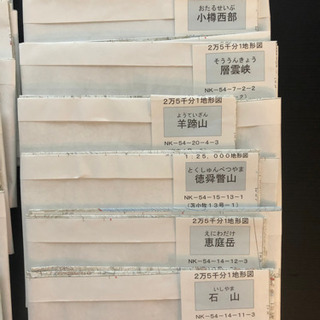 おたるせいぶ
小樽西部
2万5千分1地形図
そううんきょう
層雲峡
NK-54-7-2-2
2万5千分1地形図
ようていざん
羊蹄山
NK-54-20-4-3
1:25,000地形図
とくしゅんべつやま
徳舜瞥山
NK-54-15-13-1
2万5千分1地形図
えにわだけ
恵庭岳
NK-54-14-12-3
2万5千分1地形図
いしやま
石山
NK-54-14-11-3